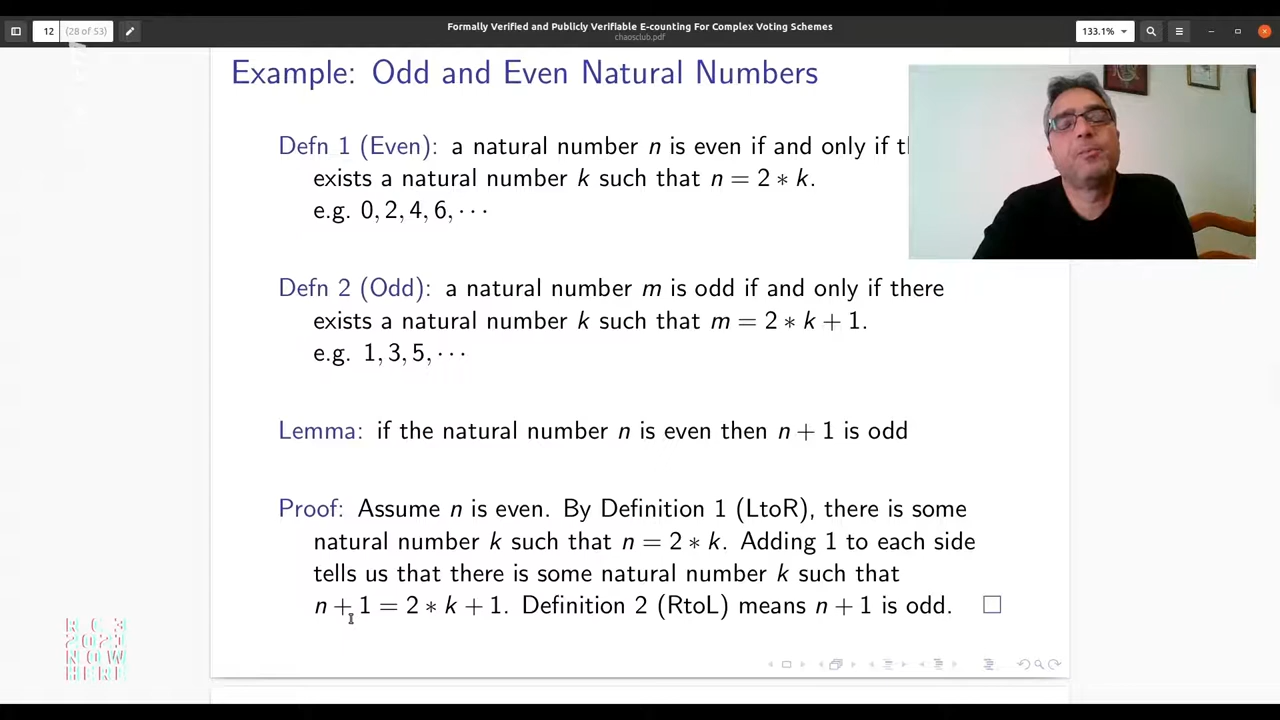 12 (28 of 53)
Formally Verified and Publicly Verifiable E-counting For Complex Voting Schemes
chaosclub.pdf
133.1%
Example: Odd and Even Natural Numbers
Defn 1 (Even): a natural number n is even if and only if
exists a natural number k such that n = 2 ∗ k.
e.g. 0, 2, 4, 6, · · ·
Defn 2 (Odd): a natural number m is odd if and only if there
exists a natural number k such that m = 2 ∗ k + 1.
e.g. 1, 3, 5, · · ·
Lemma: if the natural number n is even then n + 1 is odd
Proof: Assume n is even. By Definition 1 (LtoR), there is some
natural number k such that n = 2 ∗ k. Adding 1 to each side
tells us that there is some natural number k such that
n + 1 = 2 ∗ k + 1. Definition 2 (RtoL) means n + 1 is odd. □
RC3
2021
NOW
HERE